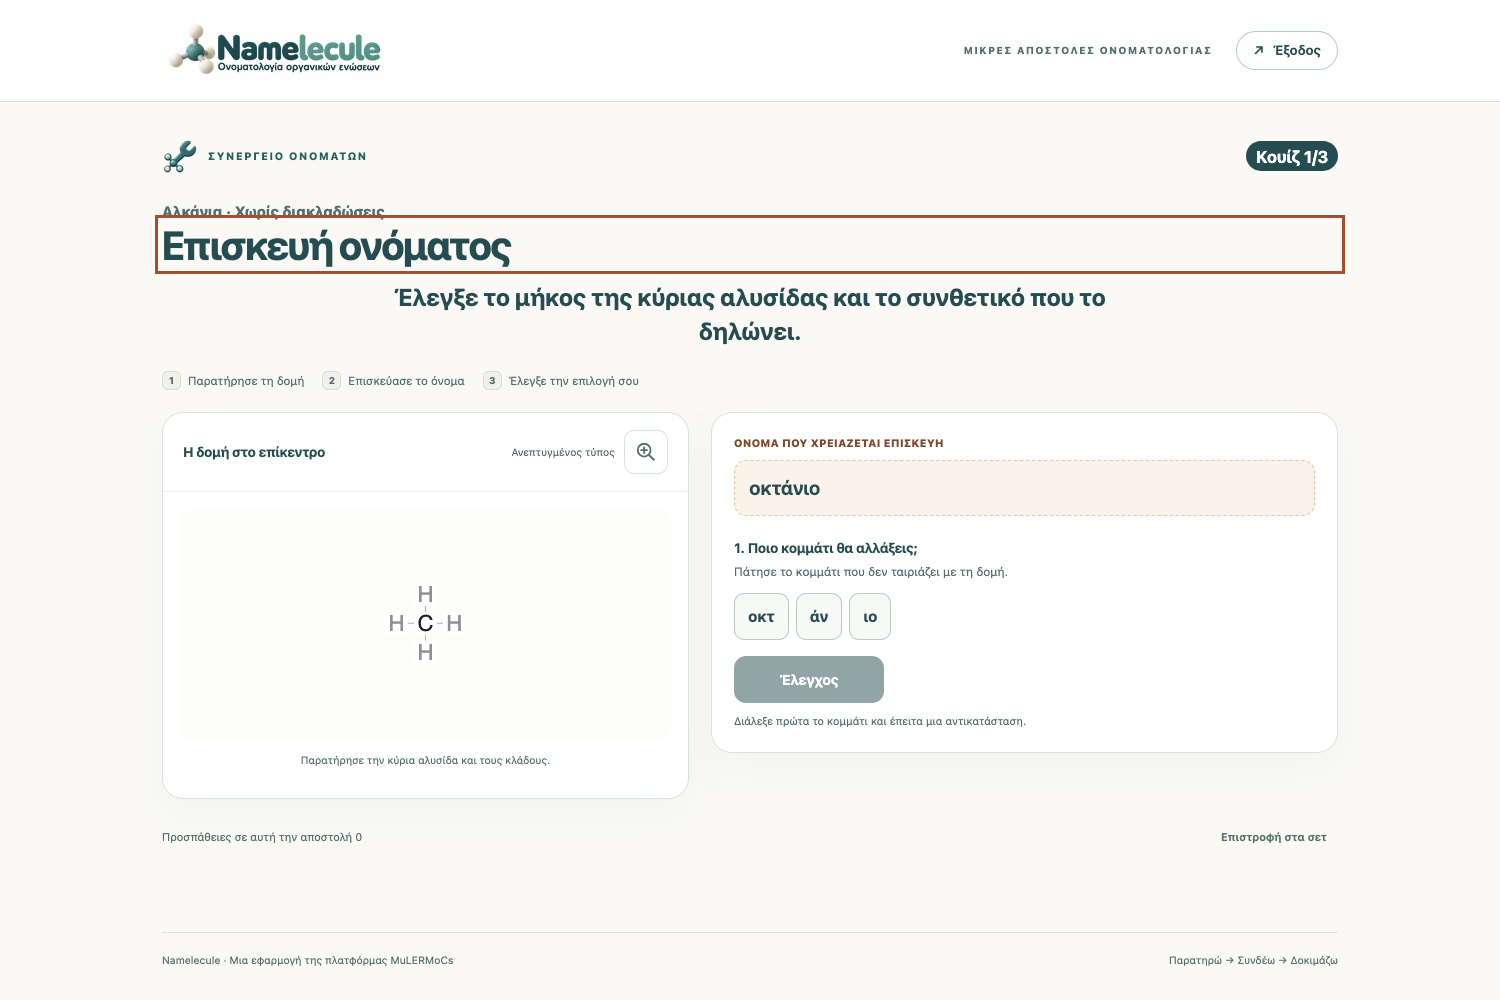 Namelecule
Ονοματολογία οργανικών ενώσεων
ΜΙΚΡΕΣ ΑΠΟΣΤΟΛΕΣ ΟΝΟΜΑΤΟΛΟΓΙΑΣ
Έξοδος
ΣΥΝΕΡΓΕΙΟ ΟΝΟΜΑΤΩΝ
Κουίζ 1/3
Αλκάνια · Χωρίς διακλαδώσεις
Επισκευή ονόματος
Έλεγξε το μήκος της κύριας αλυσίδας και το συνθετικό που το
δηλώνει.
1 Παρατήρησε τη δομή 2 Επισκεύασε το όνομα 3 Έλεγξε την επιλογή σου
Η δομή στο επίκεντρο
Ανεπτυγμένος τύπος
H
H C H
H
Παρατήρησε την κύρια αλυσίδα και τους κλάδους.
ΟΝΟΜΑ ΠΟΥ ΧΡΕΙΑΖΕΤΑΙ ΕΠΙΣΚΕΥΗ
οκτάνιο
1. Ποιο κομμάτι θα αλλάξεις;
Πάτησε το κομμάτι που δεν ταιριάζει με τη δομή.
οκτ άν ιο
Έλεγχος
Διάλεξε πρώτα το κομμάτι και έπειτα μια αντικατάσταση.
Προσπάθειες σε αυτή την αποστολή 0
Επιστροφή στα σετ
Namelecule · Μια εφαρμογή της πλατφόρμας MuLERMoCs
Παρατηρώ → Συνδέω → Δοκιμάζω